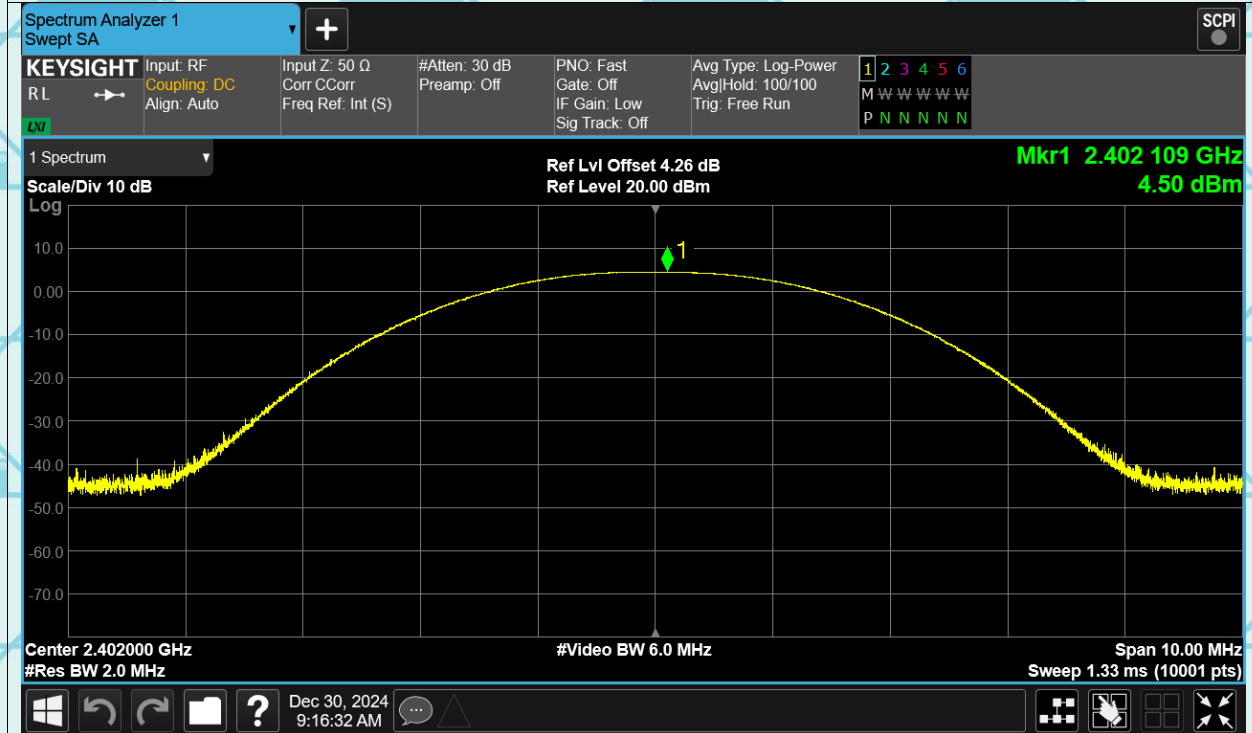 Spectrum Analyzer 1
Swept SA
SCPI
KEYSIGHT
R L
LXI
Input: RF
Coupling: DC
Align: Auto
Input Z: 50 Ω
Corr CCorr
Freq Ref: Int (S)
#Atten: 30 dB
Preamp: Off
PNO: Fast
Gate: Off
IF Gain: Low
Sig Track: Off
Avg Type: Log-Power
Avg|Hold: 100/100
Trig: Free Run
1 2 3 4 5 6
M W W W W W
P N N N N N
1 Spectrum
Scale/Div 10 dB
Ref Lvl Offset 4.26 dB
Ref Level 20.00 dBm
Mkr1 2.402 109 GHz
4.50 dBm
Log
1
10.0
0.00
-10.0
-20.0
-30.0
-40.0
-50.0
-60.0
-70.0
Center 2.402000 GHz
#Video BW 6.0 MHz
Span 10.00 MHz
#Res BW 2.0 MHz
Sweep 1.33 ms (10001 pts)
?
Dec 30, 2024
9:16:32 AM